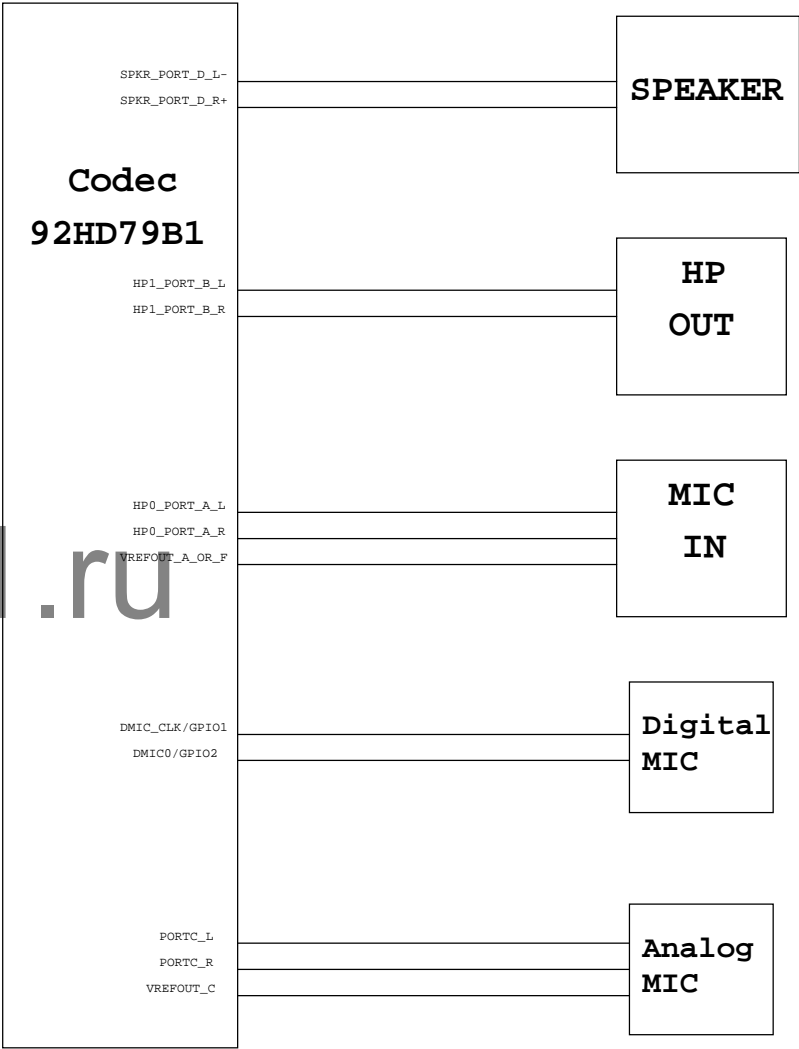 SPKR_PORT_D_L-
SPKR_PORT_D_R+
SPEAKER
Codec
92HD79B1
HP1_PORT_B_L
HP1_PORT_B_R
HP
OUT
HP0_PORT_A_L
HP0_PORT_A_R
VREFOUT_A_OR_F
MIC
IN
.ru
DMIC_CLK/GPIO1
DMIC0/GPIO2
Digital
MIC
PORTC_L
PORTC_R
VREFOUT_C
Analog
MIC